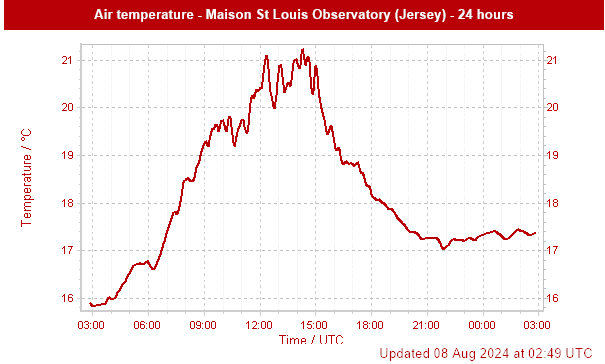 Air temperature - Maison St Louis Observatory (Jersey) - 24 hours
21 21
20 20
19 19
18 18
17 17
16 16
Temperature / °C
03:00 06:00 09:00 12:00 15:00 18:00 21:00 00:00 03:00
Time / UTC
Updated 08 Aug 2024 at 02:49 UTC